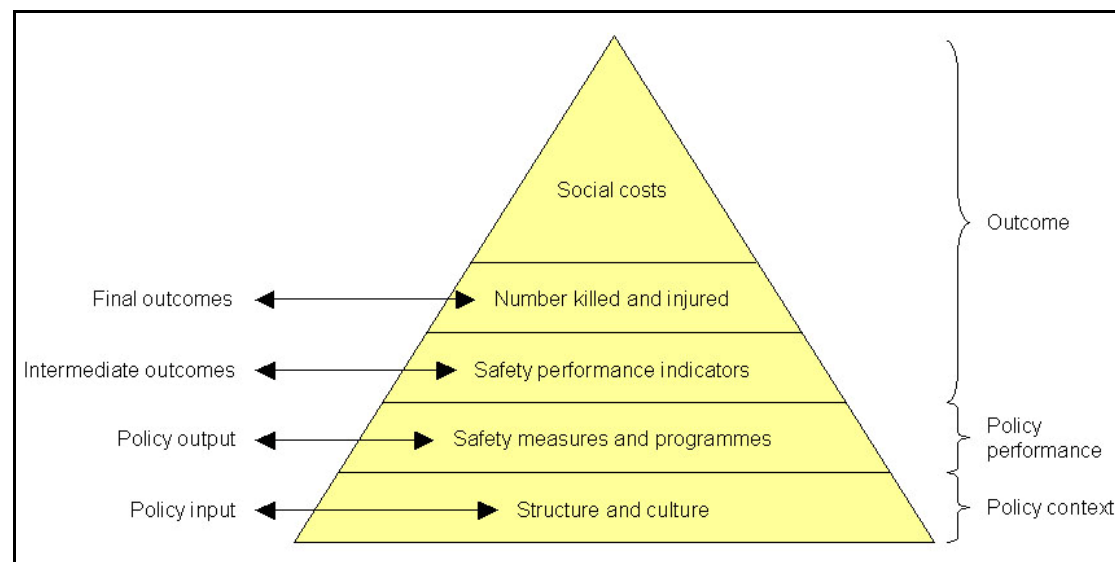 Social costs
Outcome
Final outcomes
Number killed and injured
Intermediate outcomes
Safety performance indicators
Policy output
Safety measures and programmes
Policy
performance
Policy input
Structure and culture
Policy context